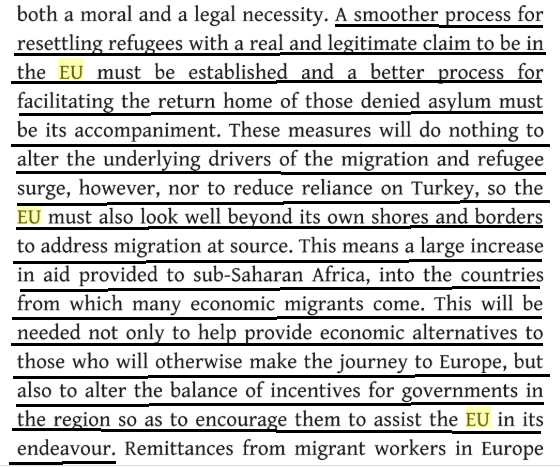 both a moral and a legal necessity. A smoother process for
resettling refugees with a real and legitimate claim to be in
the EU must be established and a better process for
facilitating the return home of those denied asylum must
be its accompaniment. These measures will do nothing to
alter the underlying drivers of the migration and refugee
surge, however, nor to reduce reliance on Turkey, so the
EU must also look well beyond its own shores and borders
to address migration at source. This means a large increase
in aid provided to sub-Saharan Africa, into the countries
from which many economic migrants come. This will be
needed not only to help provide economic alternatives to
those who will otherwise make the journey to Europe, but
also to alter the balance of incentives for governments in
the region so as to encourage them to assist the EU in its
endeavour. Remittances from migrant workers in Europe